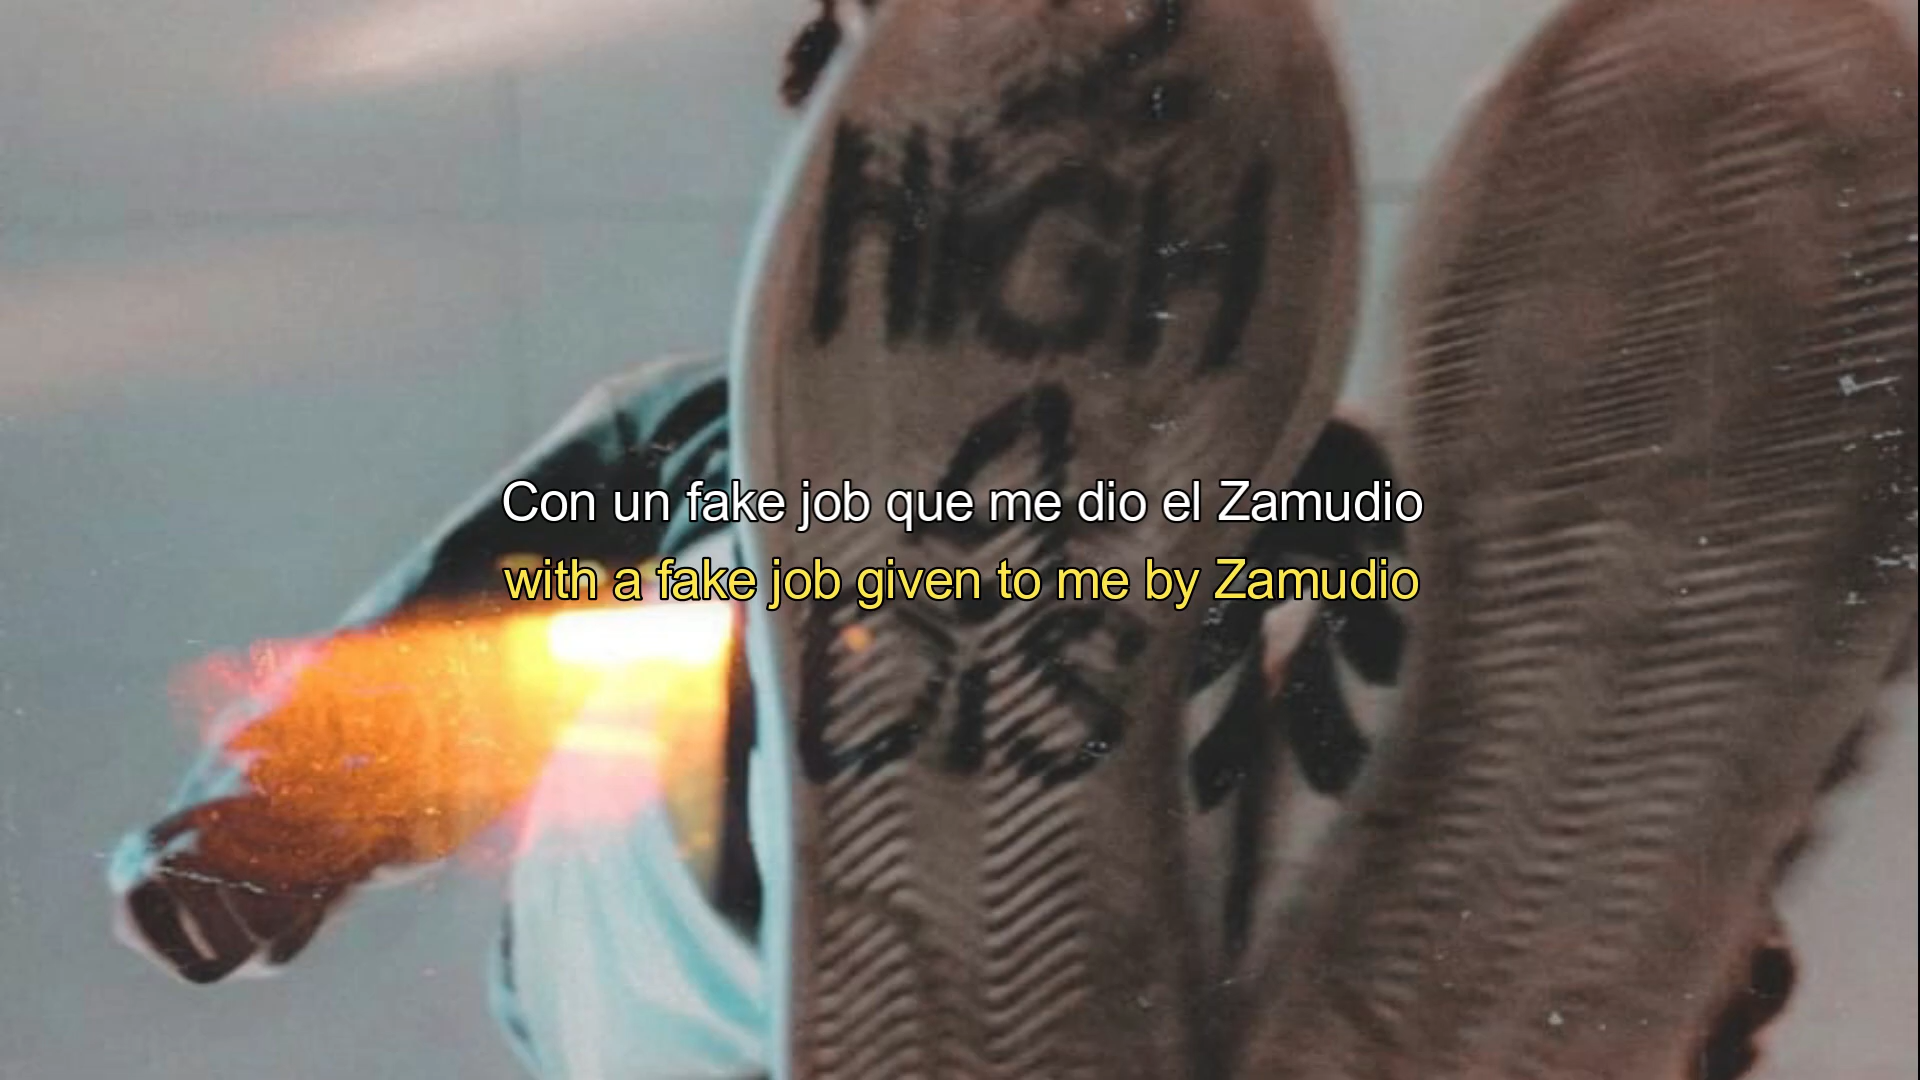 HIGH
Con un fake job que me dio el Zamudio
with a fake job given to me by Zamudio